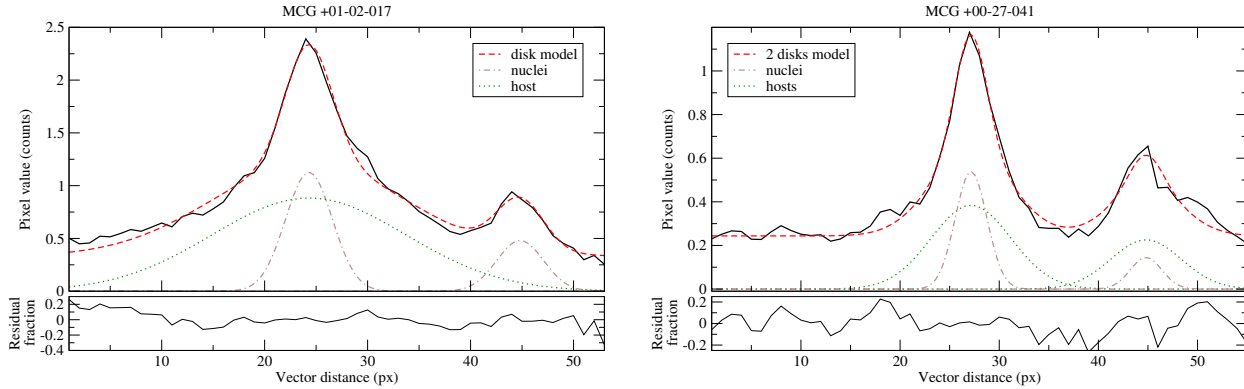 MCG +01-02-017
2.5
2
1.5
1
0.5
0
Pixel value (counts)
disk model
nuclei
host
0.2
0
-0.2
-0.4
Residual
fraction
10
20
30
40
50
Vector distance (px)
MCG +00-27-041
1
0.8
0.6
0.4
0.2
0
Pixel value (counts)
2 disks model
nuclei
hosts
0.2
0
-0.2
Residual
fraction
10
20
30
40
50
Vector distance (px)